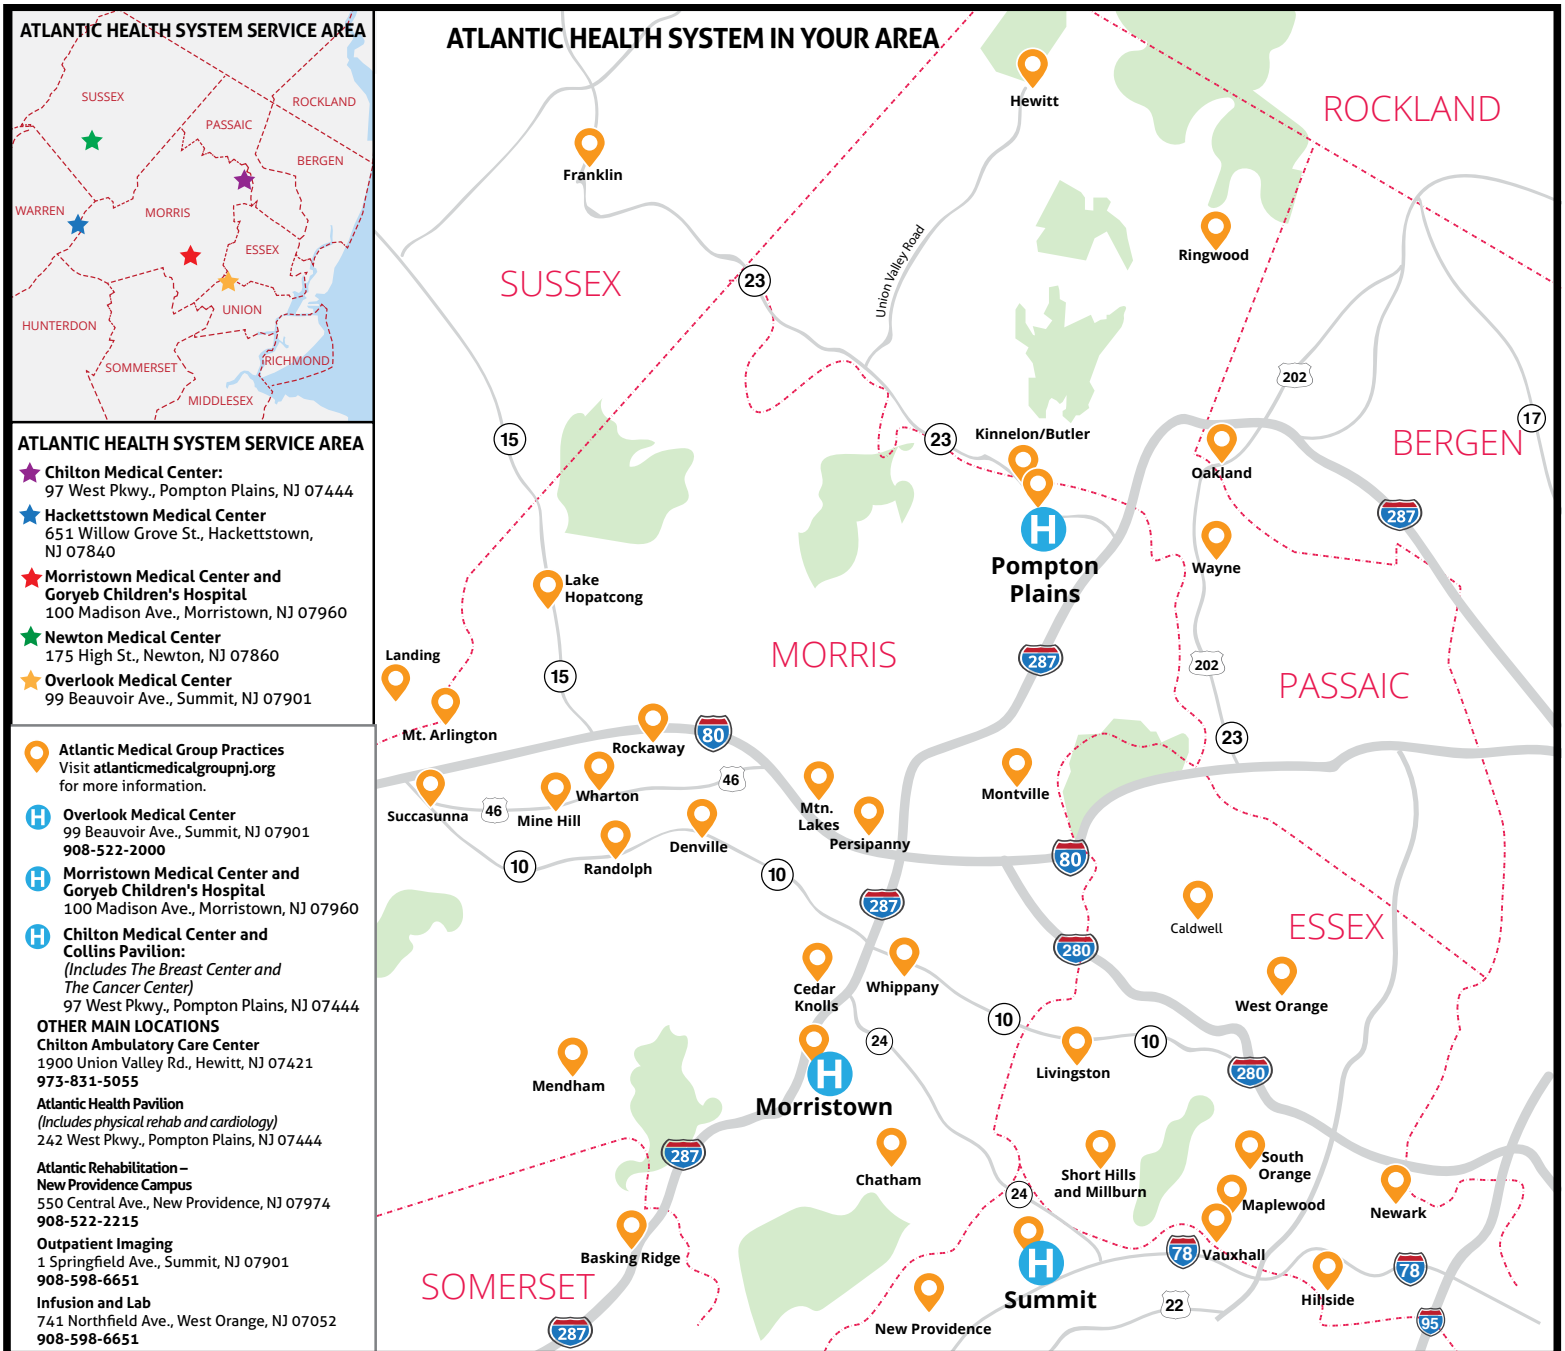 ATLANTIC HEALTH SYSTEM SERVICE AREA
SUSSEX
ROCKLAND
PASSAIC
BERGEN
WARREN
MORRIS
ESSEX
UNION
HUNTERDON
SOMMERSET
RICHMOND
MIDDLESEX
ATLANTIC HEALTH SYSTEM SERVICE AREA
Chilton Medical Center:
97 West Pkwy., Pompton Plains, NJ 07444
Hackettstown Medical Center
651 Willow Grove St., Hackettstown,
NJ 07840
Morristown Medical Center and
Goryeb Children's Hospital
100 Madison Ave., Morristown, NJ 07960
Newton Medical Center
175 High St., Newton, NJ 07860
Overlook Medical Center
99 Beauvoir Ave., Summit, NJ 07901
Atlantic Medical Group Practices
Visit atlanticmedicalgroupnj.org
for more information.
H
Overlook Medical Center
99 Beauvoir Ave., Summit, NJ 07901
908-522-2000
H
Morristown Medical Center and
Goryeb Children's Hospital
100 Madison Ave., Morristown, NJ 07960
H
Chilton Medical Center and
Collins Pavilion:
(Includes The Breast Center and
The Cancer Center)
97 West Pkwy., Pompton Plains, NJ 07444
OTHER MAIN LOCATIONS
Chilton Ambulatory Care Center
1900 Union Valley Rd., Hewitt, NJ 07421
973-831-5055
Atlantic Health Pavilion
(Includes physical rehab and cardiology)
242 West Pkwy., Pompton Plains, NJ 07444
Atlantic Rehabilitation –
New Providence Campus
550 Central Ave., New Providence, NJ 07974
908-522-2215
Outpatient Imaging
1 Springfield Ave., Summit, NJ 07901
908-598-6651
Infusion and Lab
741 Northfield Ave., West Orange, NJ 07052
908-598-6651
ATLANTIC HEALTH SYSTEM IN YOUR AREA
Hewitt
ROCKLAND
Franklin
Ringwood
Union Valley Road
SUSSEX
23
202
17
15
23
Kinnelon/Butler
BERGEN
Oakland
287
H
Pompton
Plains
Wayne
Lake
Hopatcong
Landing
MORRIS
287
202
15
PASSAIC
Mt. Arlington
Rockaway
80
23
46
Wharton
Succasunna
46
Mine Hill
Mtn.
Lakes
Montville
Denville
Persipanny
Randolph
10
10
80
287
Caldwell
ESSEX
280
Cedar
Knolls
Whippany
West Orange
10
24
10
Livingston
280
Mendham
H
Morristown
287
Chatham
Short Hills
and Millburn
South
Orange
24
Maplewood
Newark
Basking Ridge
78
Vauxhall
H
Summit
78
SOMERSET
Hillside
22
New Providence
287
95